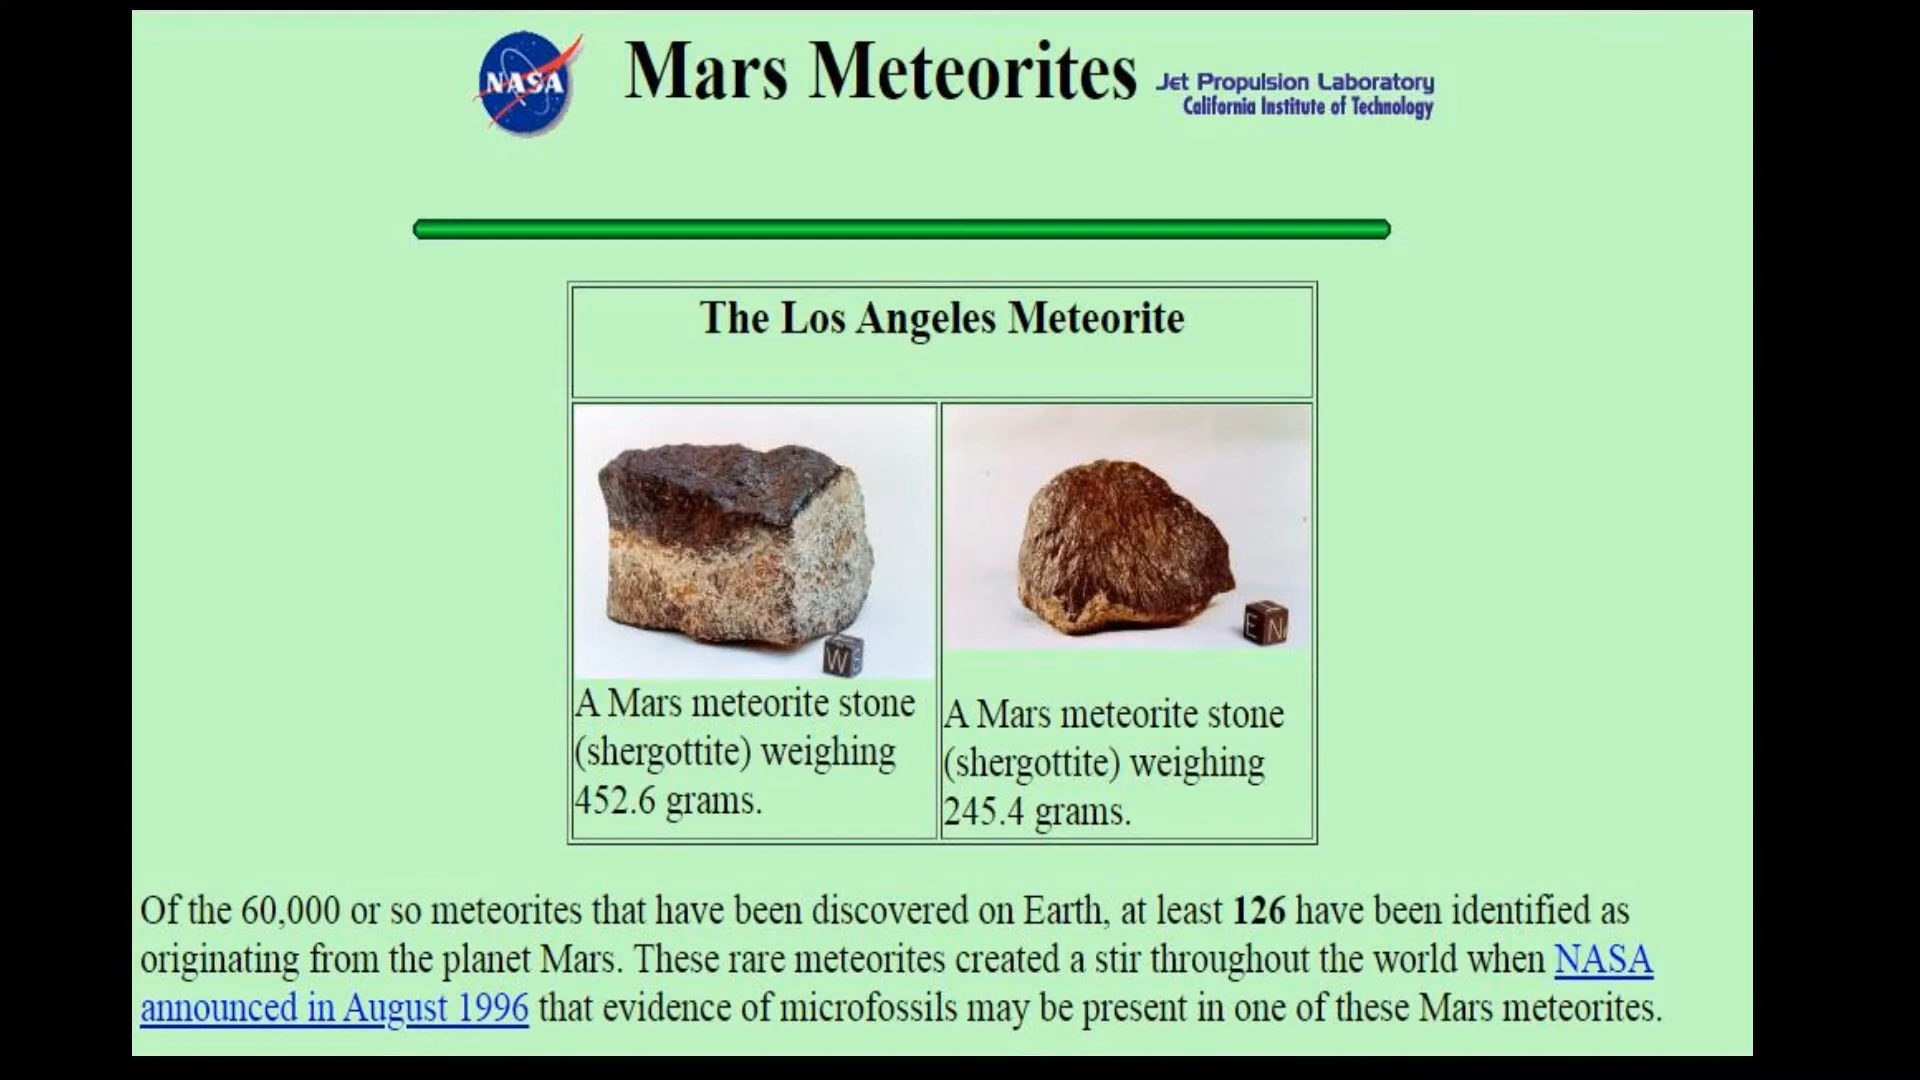 NASA
Mars Meteorites
Jet Propulsion Laboratory
California Institute of Technology
The Los Angeles Meteorite
W
E N
A Mars meteorite stone
(shergottite) weighing
452.6 grams.
A Mars meteorite stone
(shergottite) weighing
245.4 grams.
Of the 60,000 or so meteorites that have been discovered on Earth, at least 126 have been identified as
originating from the planet Mars. These rare meteorites created a stir throughout the world when NASA
announced in August 1996 that evidence of microfossils may be present in one of these Mars meteorites.